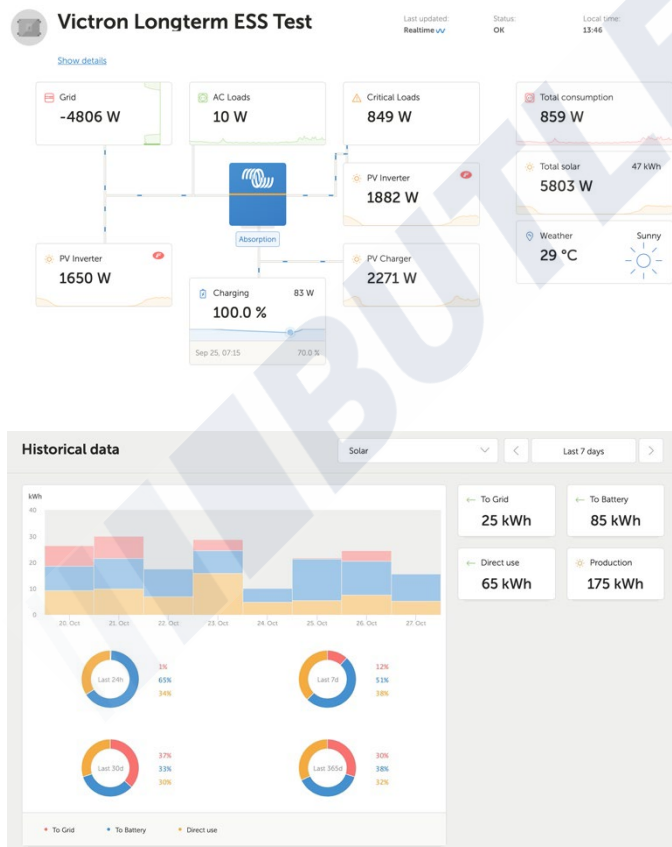 Victron Longterm ESS Test
Last updated:
Realtime
Status:
OK
Local time:
13:46
Show details
Grid
-4806 W
AC Loads
10 W
Critical Loads
849 W
Total consumption
859 W
PV Inverter
1882 W
Total solar
47 kWh
5803 W
Absorption
Weather
Sunny
29 °C
PV Inverter
1650 W
PV Charger
2271 W
Charging
83 W
100.0 %
Sep 25, 07:15
70.0 %
BUTLE
Historical data
Solar
Last 7 days
kWh
40
30
20
10
0
20. Oct
21. Oct
22. Oct
23. Oct
24. Oct
25. Oct
26. Oct
27. Oct
To Grid
25 kWh
To Battery
85 kWh
Direct use
65 kWh
Production
175 kWh
Last 24h
1%
65%
34%
Last 7d
12%
51%
38%
Last 30d
37%
33%
30%
Last 365d
30%
38%
32%
To Grid
To Battery
Direct use